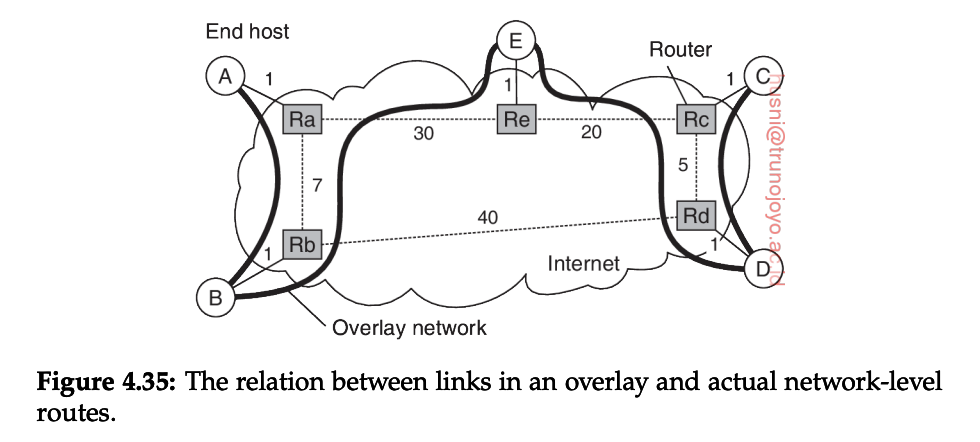 End host
E
Router
A
1
1
1
C
Ra
Re
Rc
30
20
7
5
40
Rb
Rd
1
1
B
Internet
D
Overlay network
husni@trunojoyo.ac.id
Figure 4.35: The relation between links in an overlay and actual network-level
routes.